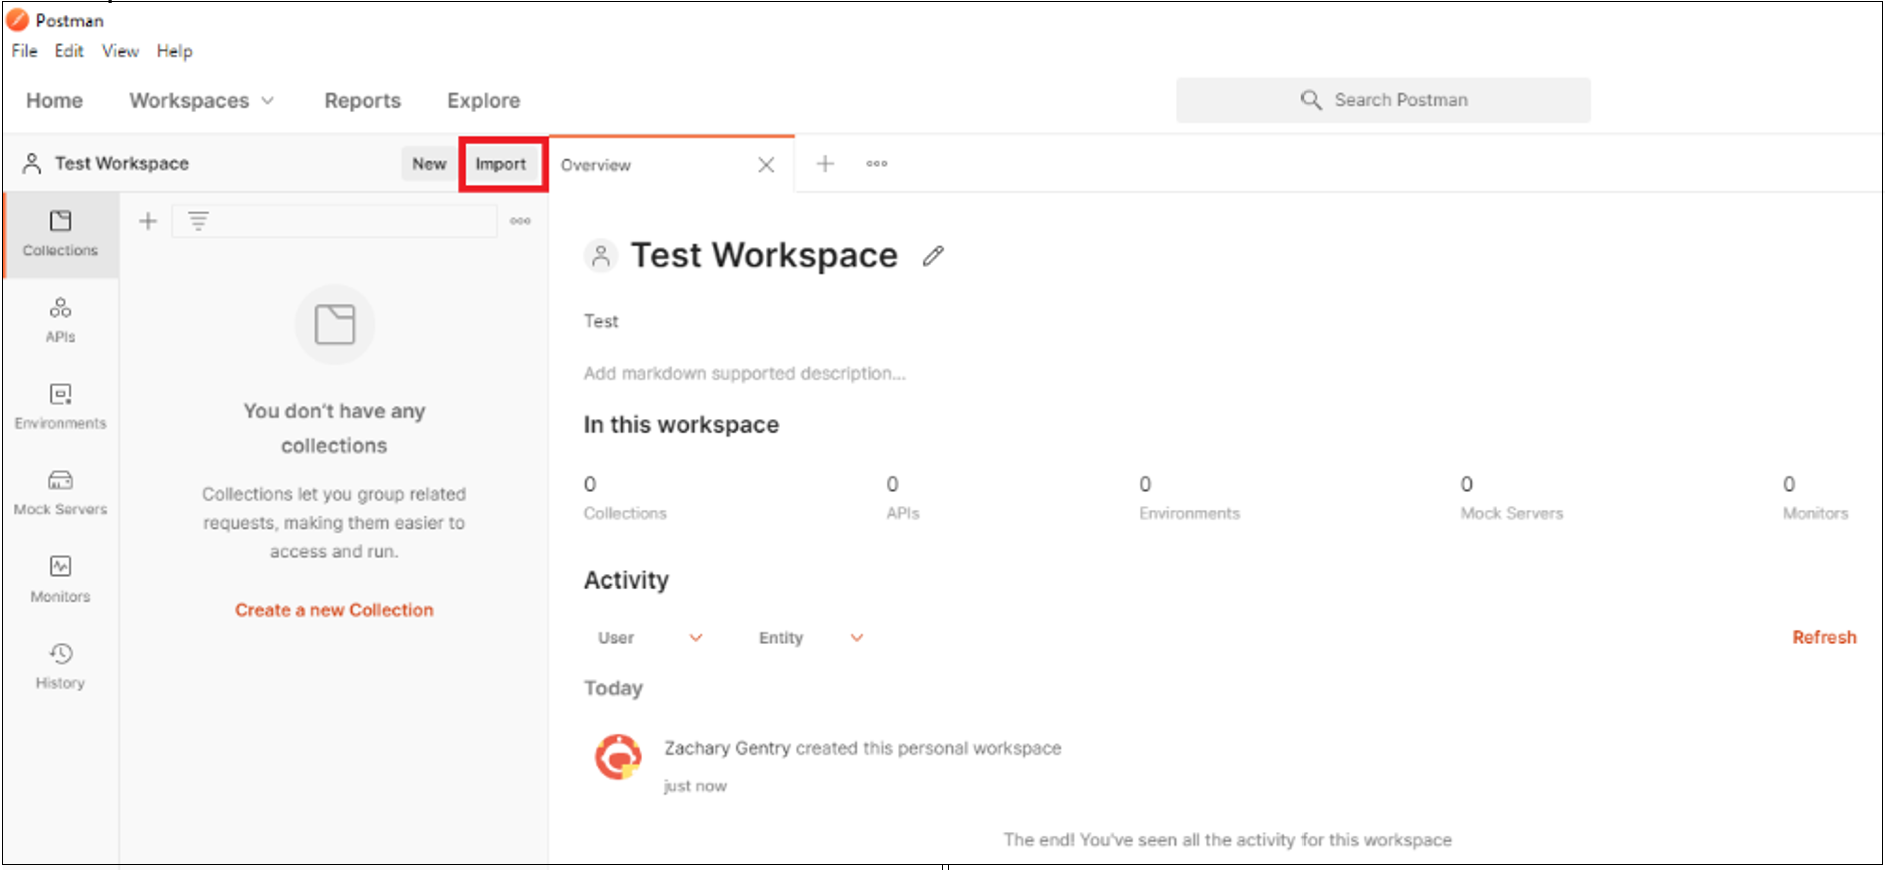 Postman
File Edit View Help
Home Workspaces Reports Explore
Search Postman
Test Workspace New Import
Overview
Collections
APIs
Environments
Mock Servers
Monitors
History
You don't have any
collections
Collections let you group related
requests, making them easier to
access and run.
Create a new Collection
Test Workspace
Test
Add markdown supported description...
In this workspace
0 0 0 0 0
Collections APIs Environments Mock Servers Monitors
Activity
User Entity Refresh
Today
Zachary Gentry created this personal workspace
just now
The end! You've seen all the activity for this workspace